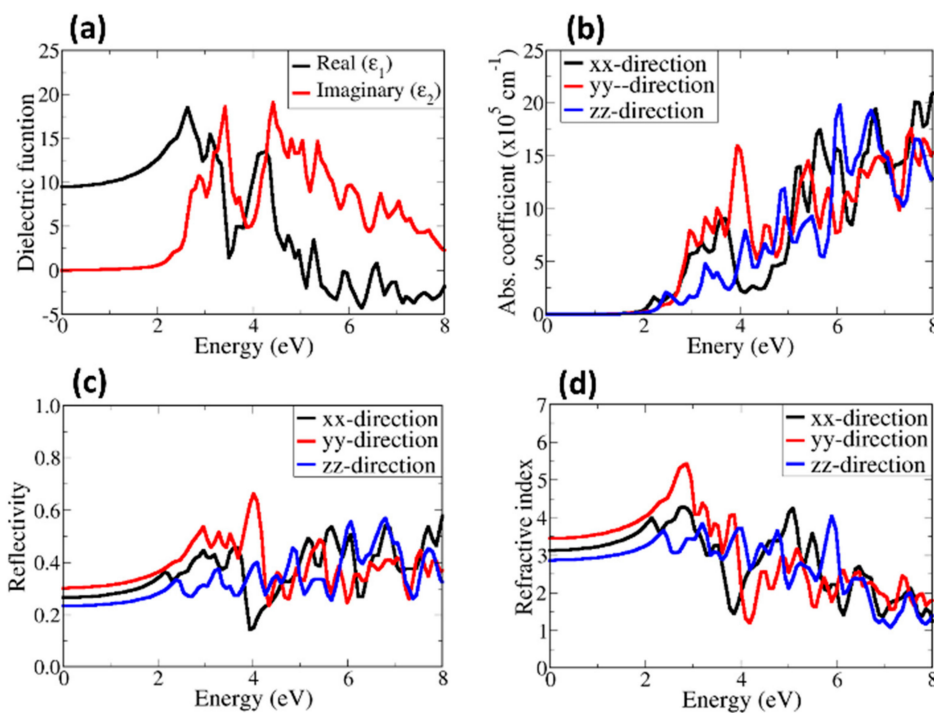 (a)
25
20
15
10
5
0
-5
Dielectric fucntion
Real (ε1)
Imaginary (ε2)
0 2 4 6 8
Energy (eV)
(b)
25
20
15
10
5
0
Abs. coefficient (x10^5 cm^-1)
xx-direction
yy--direction
zz-direction
0 2 4 6 8
Enery (eV)
(c)
1.0
0.8
0.6
0.4
0.2
0.0
Reflectivity
xx-direction
yy-direction
zz-direction
0 2 4 6 8
Energy (eV)
(d)
7
6
5
4
3
2
1
0
Refractive index
xx-direction
yy-direction
zz-direction
0 2 4 6 8
Energy (eV)